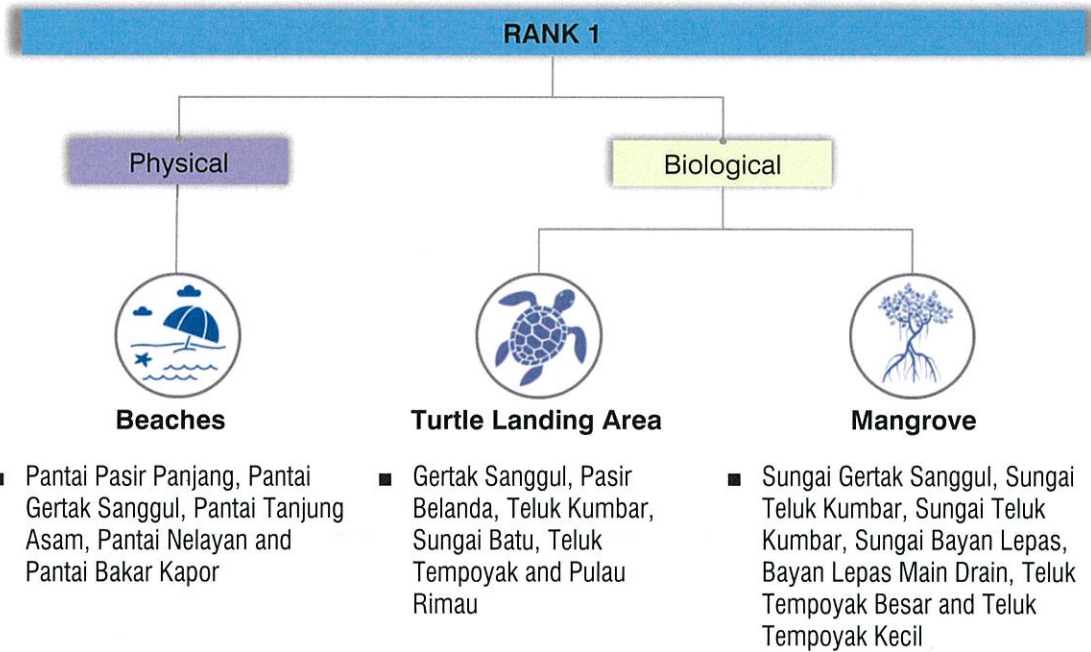 RANK 1
Physical
Biological
Beaches
Turtle Landing Area
Mangrove
■ Pantai Pasir Panjang, Pantai
Gertak Sanggul, Pantai Tanjung
Asam, Pantai Nelayan and
Pantai Bakar Kapor
■ Gertak Sanggul, Pasir
Belanda, Teluk Kumbar,
Sungai Batu, Teluk
Tempoyak and Pulau
Rimau
■ Sungai Gertak Sanggul, Sungai
Teluk Kumbar, Sungai Teluk
Kumbar, Sungai Bayan Lepas,
Bayan Lepas Main Drain, Teluk
Tempoyak Besar and Teluk
Tempoyak Kecil